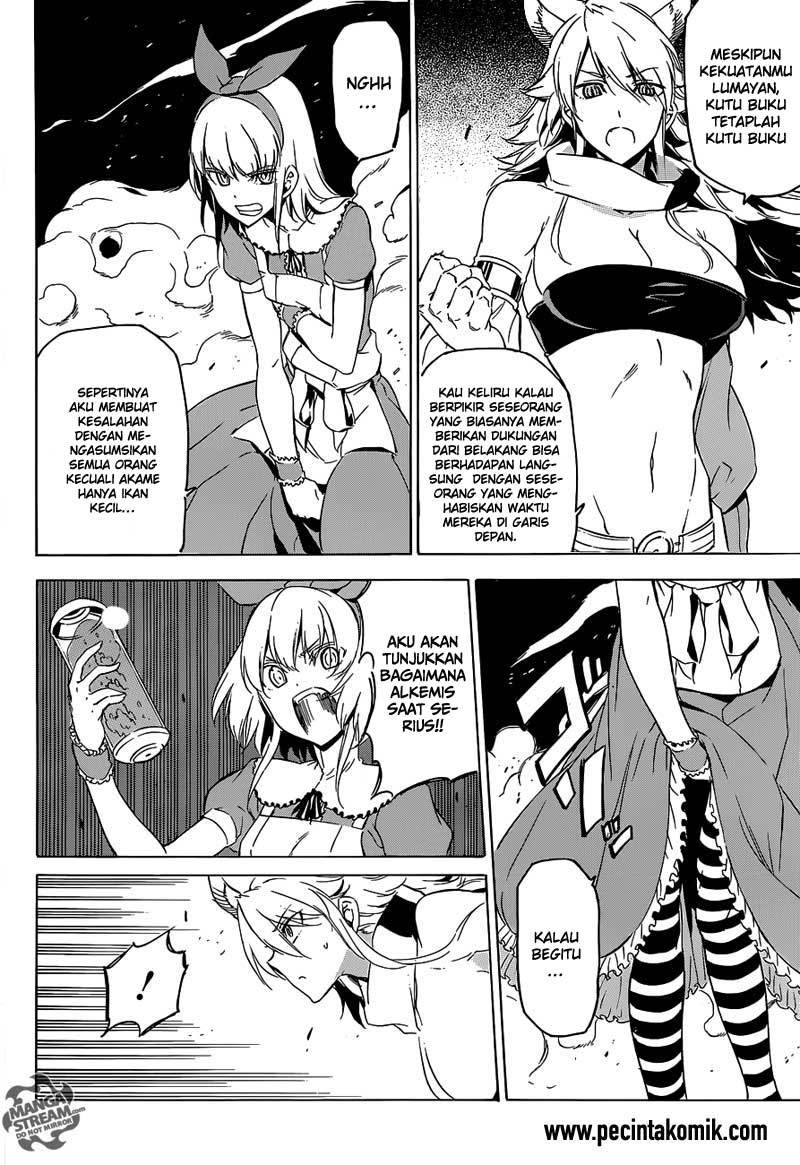 MESKIPUN
KEKUATANMU
LUMAYAN,
KUTU BUKU
TETAPLAH
KUTU BUKU
KAU KELIRU KALAU
BERPIKIR SESEORANG
YANG BIASANYA MEM-
BERIKAN DUKUNGAN
DARI BELAKANG BISA
BERHADAPAN LANG-
SUNG DENGAN SESE-
ORANG YANG MENG-
HABISKAN WAKTU
MEREKA DI GARIS
DEPAN.
NGHH
...
SEPERTINYA
AKU MEMBUAT
KESALAHAN
DENGAN ME-
NGASUMSIKAN
SEMUA ORANG
KECUALI AKAME
HANYA IKAN
KECIL...
KALAU
BEGITU
...
AKU AKAN
TUNJUKKAN
BAGAIMANA
ALKEMIS
SAAT SE-
RIUS!!
!
MANGA
STREAM.com
DO NOT MIRROR!
www.pecintakomik.com